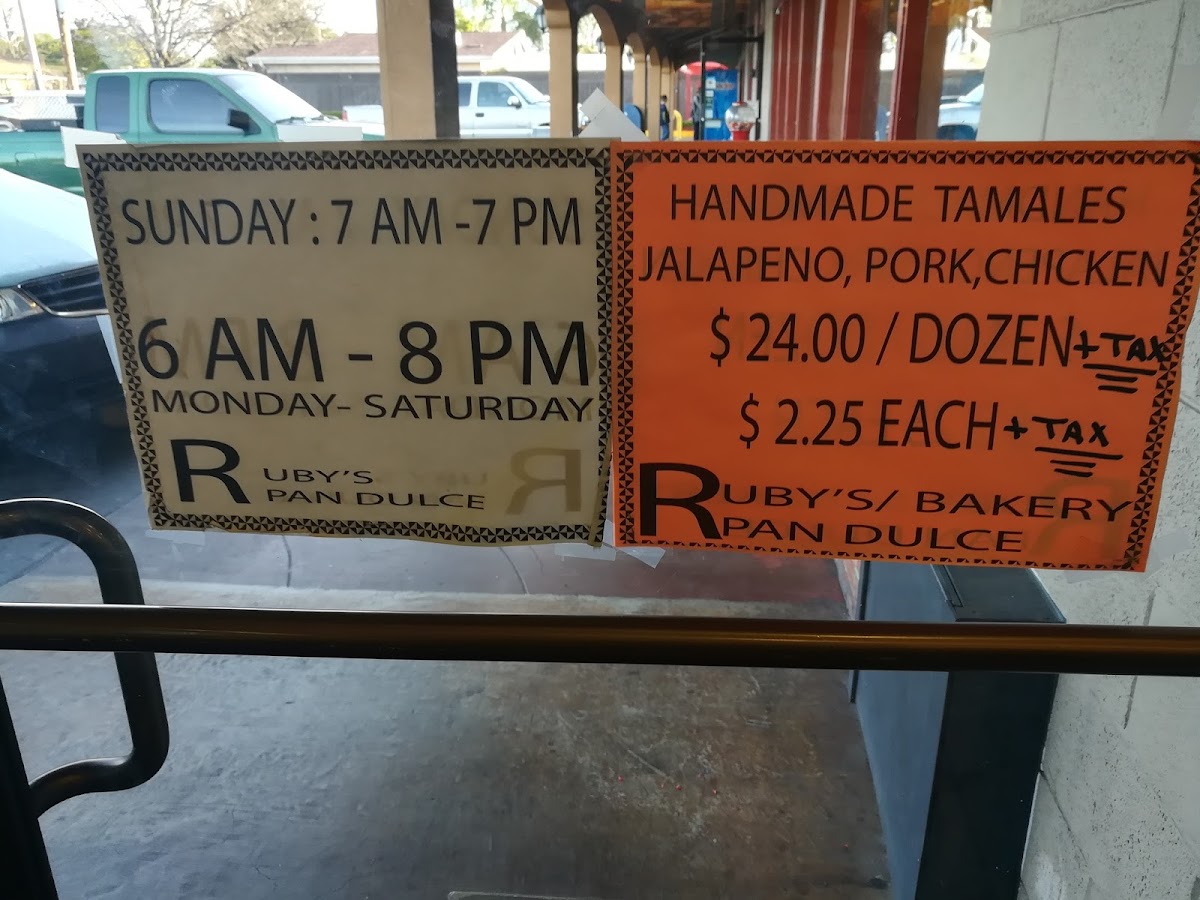 SUNDAY : 7 AM -7 PM
6 AM - 8 PM
MONDAY- SATURDAY
RUBY'S
PAN DULCE
HANDMADE TAMALES
JALAPENO, PORK,CHICKEN
$ 24.00 / DOZEN + TAX
$ 2.25 EACH + TAX
RUBY'S/ BAKERY
PAN DULCE